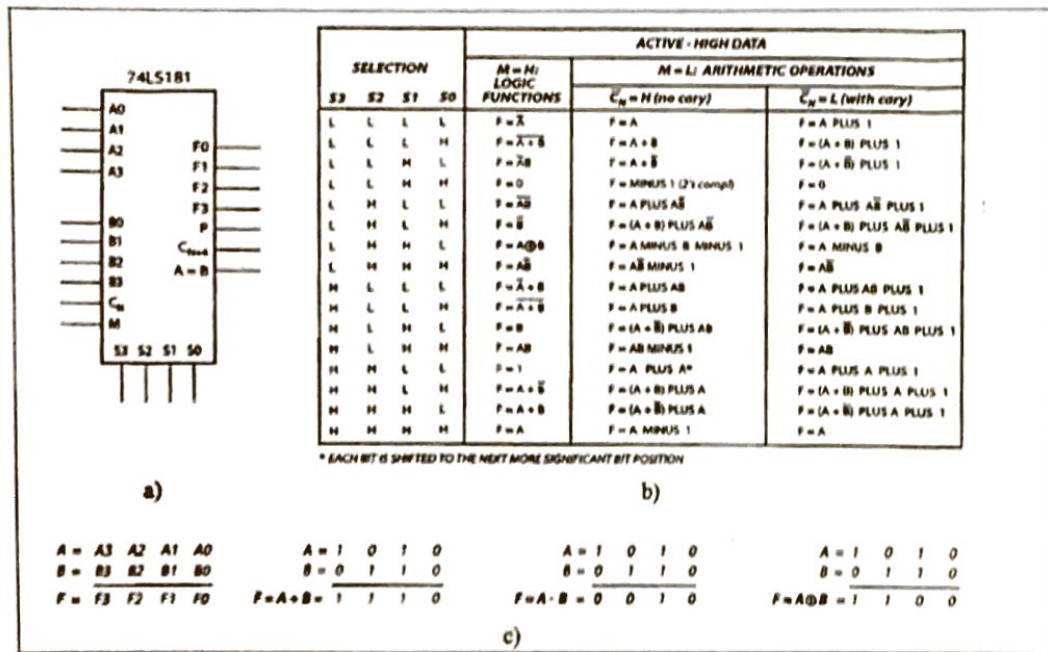 74LS181
A0
A1
A2
A3
B0
B1
B2
B3
C̅N
M
F0
F1
F2
F3
P
Cn+4
A = B
S3 S2 S1 S0
a)
SELECTION
ACTIVE - HIGH DATA
M = H: LOGIC FUNCTIONS
M = L: ARITHMETIC OPERATIONS
S3 S2 S1 S0
C̅N = H (no cary)
C̅N = L (with cary)
L L L L F = A̅ F = A F = A PLUS 1
L L L H F = A̅ ̅+̅ ̅B̅ F = A + B F = (A + B) PLUS 1
L L H L F = A̅B F = A + B̅ F = (A + B̅) PLUS 1
L L H H F = 0 F = MINUS 1 (2's compl) F = 0
L H L L F = A̅B̅ F = A PLUS AB̅ F = A PLUS AB̅ PLUS 1
L H L H F = B̅ F = (A + B) PLUS AB̅ F = (A + B) PLUS AB̅ PLUS 1
L H H L F = A⊕B F = A MINUS B MINUS 1 F = A MINUS B
L H H H F = AB̅ F = AB̅ MINUS 1 F = AB̅
H L L L F = A̅ + B F = A PLUS AB F = A PLUS AB PLUS 1
H L L H F = A̅ ̅+̅ ̅B̅ F = A PLUS B F = A PLUS B PLUS 1
H L H L F = B F = (A + B̅) PLUS AB F = (A + B̅) PLUS AB PLUS 1
H L H H F = AB F = AB MINUS 1 F = AB
H H L L F = 1 F = A PLUS A* F = A PLUS A PLUS 1
H H L H F = A + B̅ F = (A + B) PLUS A F = (A + B) PLUS A PLUS 1
H H H L F = A + B F = (A + B̅) PLUS A F = (A + B̅) PLUS A PLUS 1
H H H H F = A F = A MINUS 1 F = A
* EACH BIT IS SHIFTED TO THE NEXT MORE SIGNIFICANT BIT POSITION
b)
A = A3 A2 A1 A0
B = B3 B2 B1 B0
F = F3 F2 F1 F0
A = 1 0 1 0
B = 0 1 1 0
F = A + B = 1 1 1 0
A = 1 0 1 0
B = 0 1 1 0
F = A · B = 0 0 1 0
A = 1 0 1 0
B = 0 1 1 0
F = A⊕B = 1 1 0 0
c)